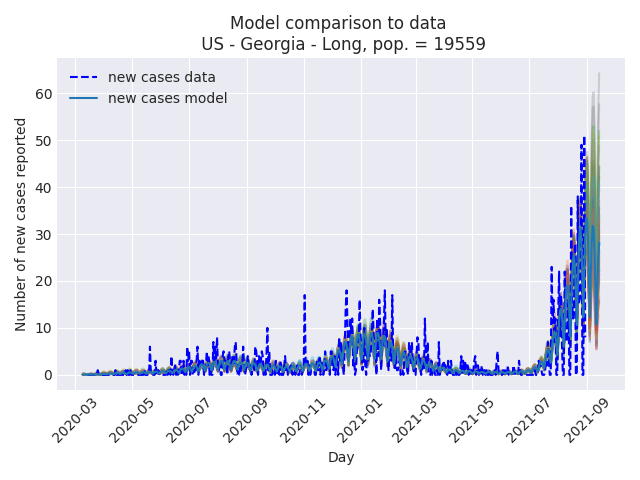 Model comparison to data
US - Georgia - Long, pop. = 19559
new cases data
new cases model
Number of new cases reported
60
50
40
30
20
10
0
2020-03
2020-05
2020-07
2020-09
2020-11
2021-01
2021-03
2021-05
2021-07
2021-09
Day